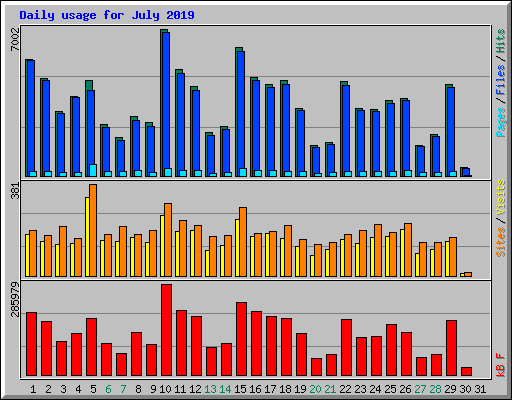 Daily usage for July 2019
7002
Pages / Files / Hits
381
Sites / Visits
285979
kB F
1 2 3 4 5 6 7 8 9 10 11 12 13 14 15 16 17 18 19 20 21 22 23 24 25 26 27 28 29 30 31